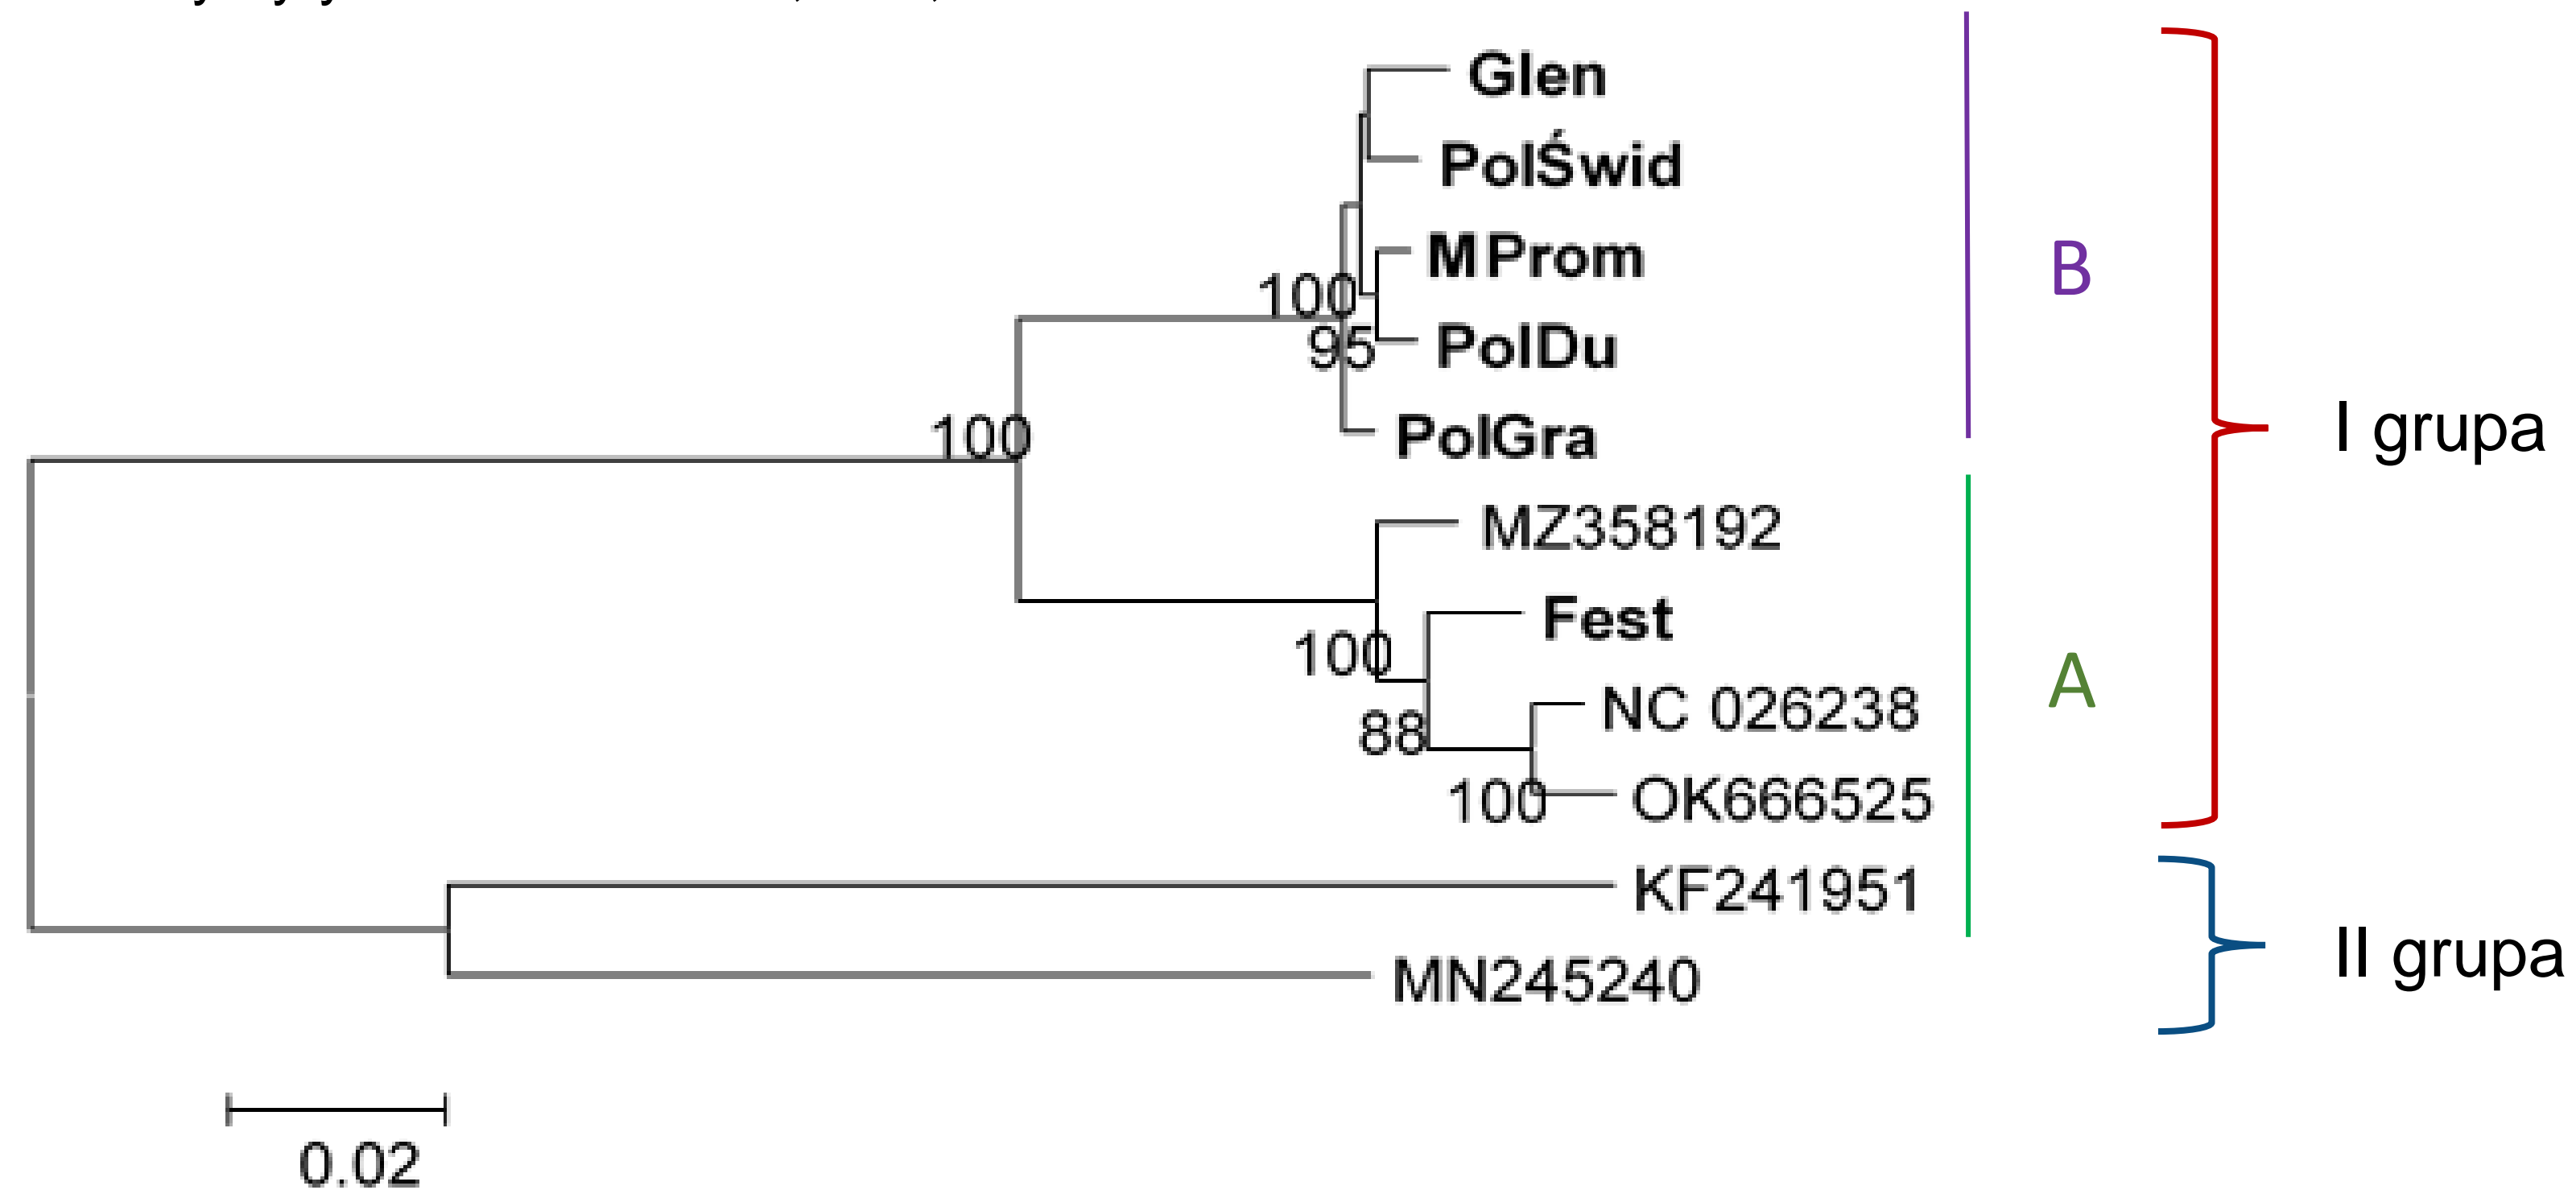 Glen
PolŚwid
MProm
100
B
95
PolDu
100
PolGra
I grupa
MZ358192
Fest
100
A
NC 026238
88
100
OK666525
KF241951
II grupa
MN245240
0.02